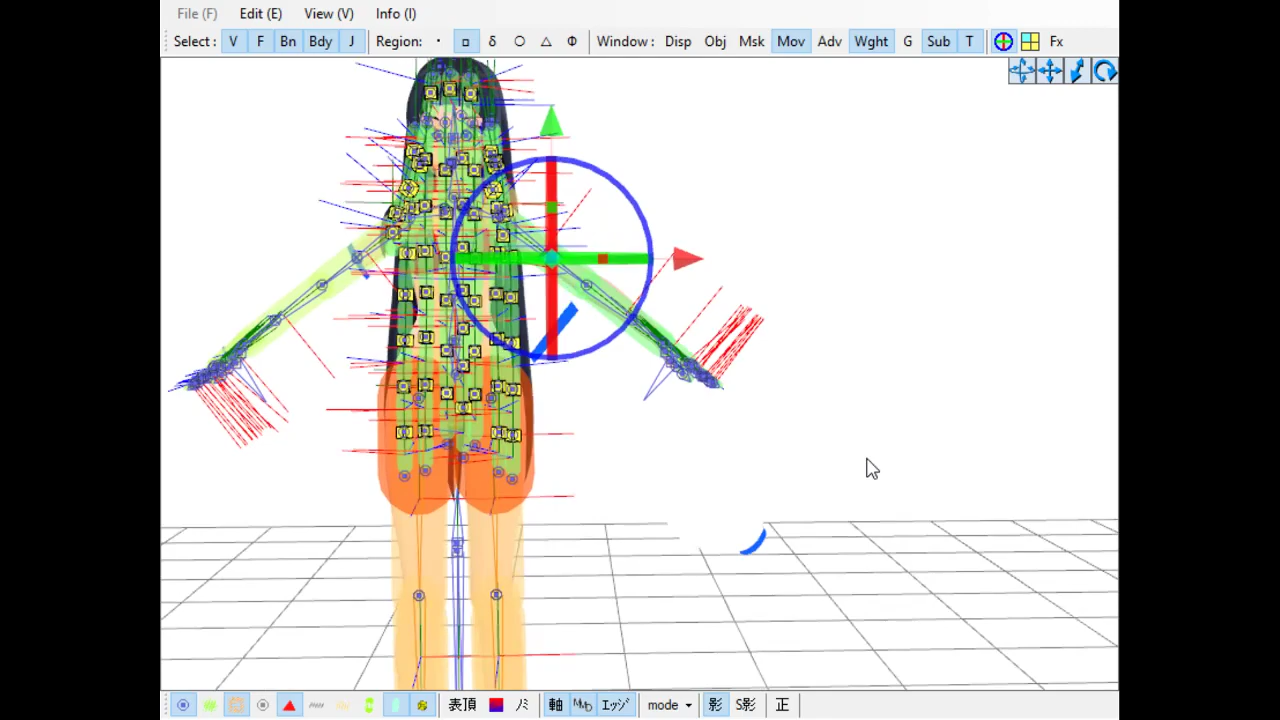 File (F) Edit (E) View (V) Info (I)
Select : V F Bn Bdy J Region: Window : Disp Obj Msk Mov Adv Wght G Sub T Fx
表頂 軸 エッジ mode 影 S影 正